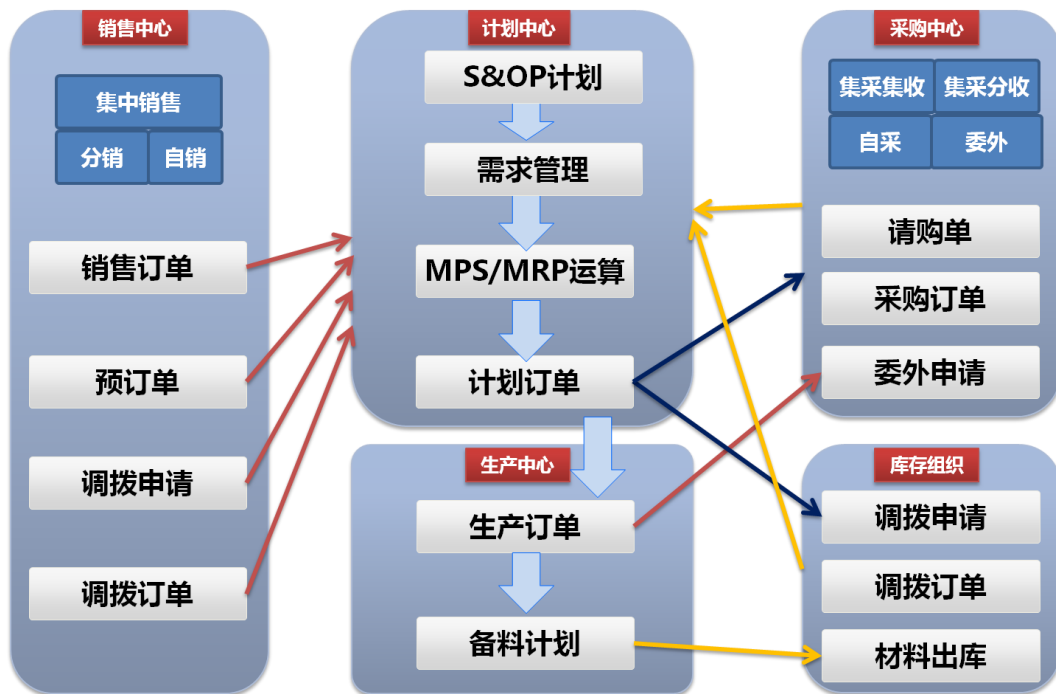 销售中心
集中销售
分销
自销
销售订单
预订单
调拨申请
调拨订单
计划中心
S&OP计划
需求管理
MPS/MRP运算
计划订单
生产中心
生产订单
备料计划
采购中心
集采集收
集采分收
自采
委外
请购单
采购订单
委外申请
库存组织
调拨申请
调拨订单
材料出库